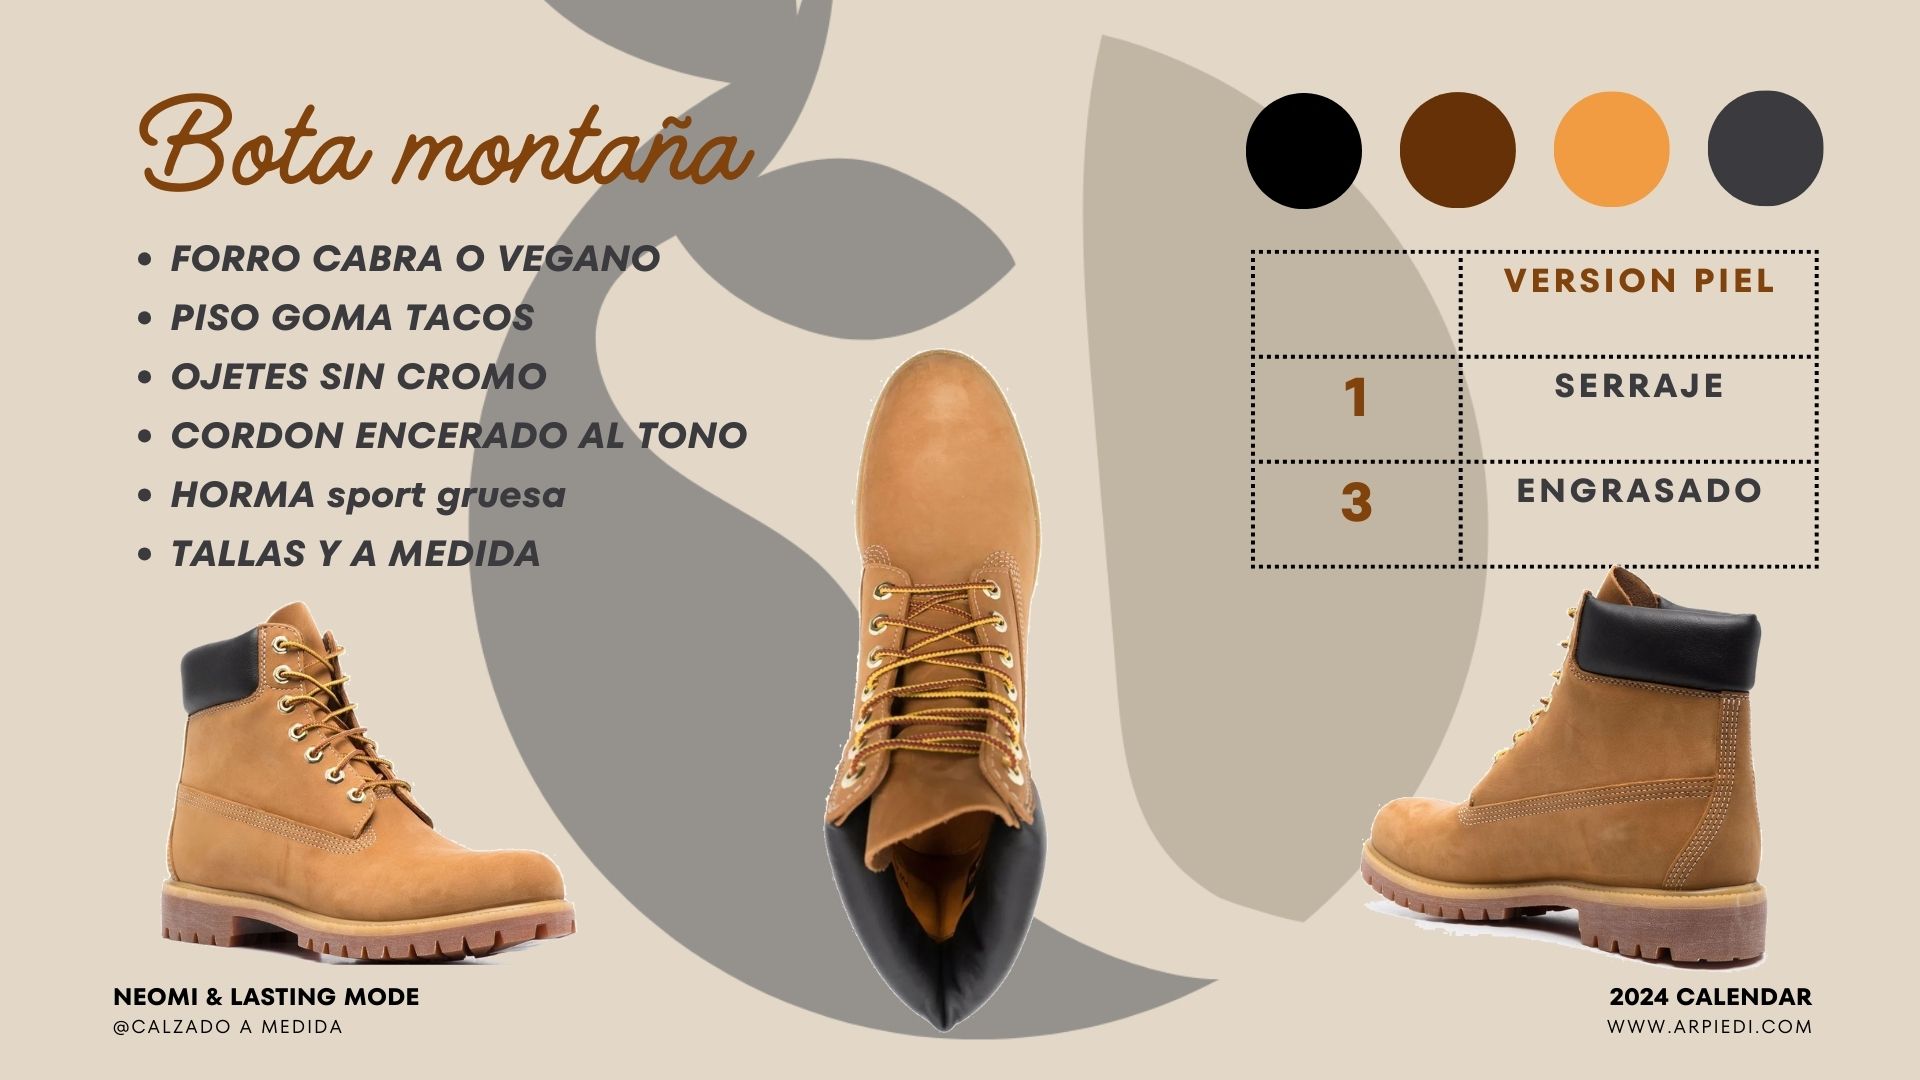 Bota montaña
FORRO CABRA O VEGANO
PISO GOMA TACOS
OJETES SIN CROMO
CORDON ENCERADO AL TONO
HORMA sport gruesa
TALLAS Y A MEDIDA
VERSION PIEL
1 SERRAJE
3 ENGRASADO
NEOMI & LASTING MODE
@CALZADO A MEDIDA
2024 CALENDAR
WWW.ARPIEDI.COM